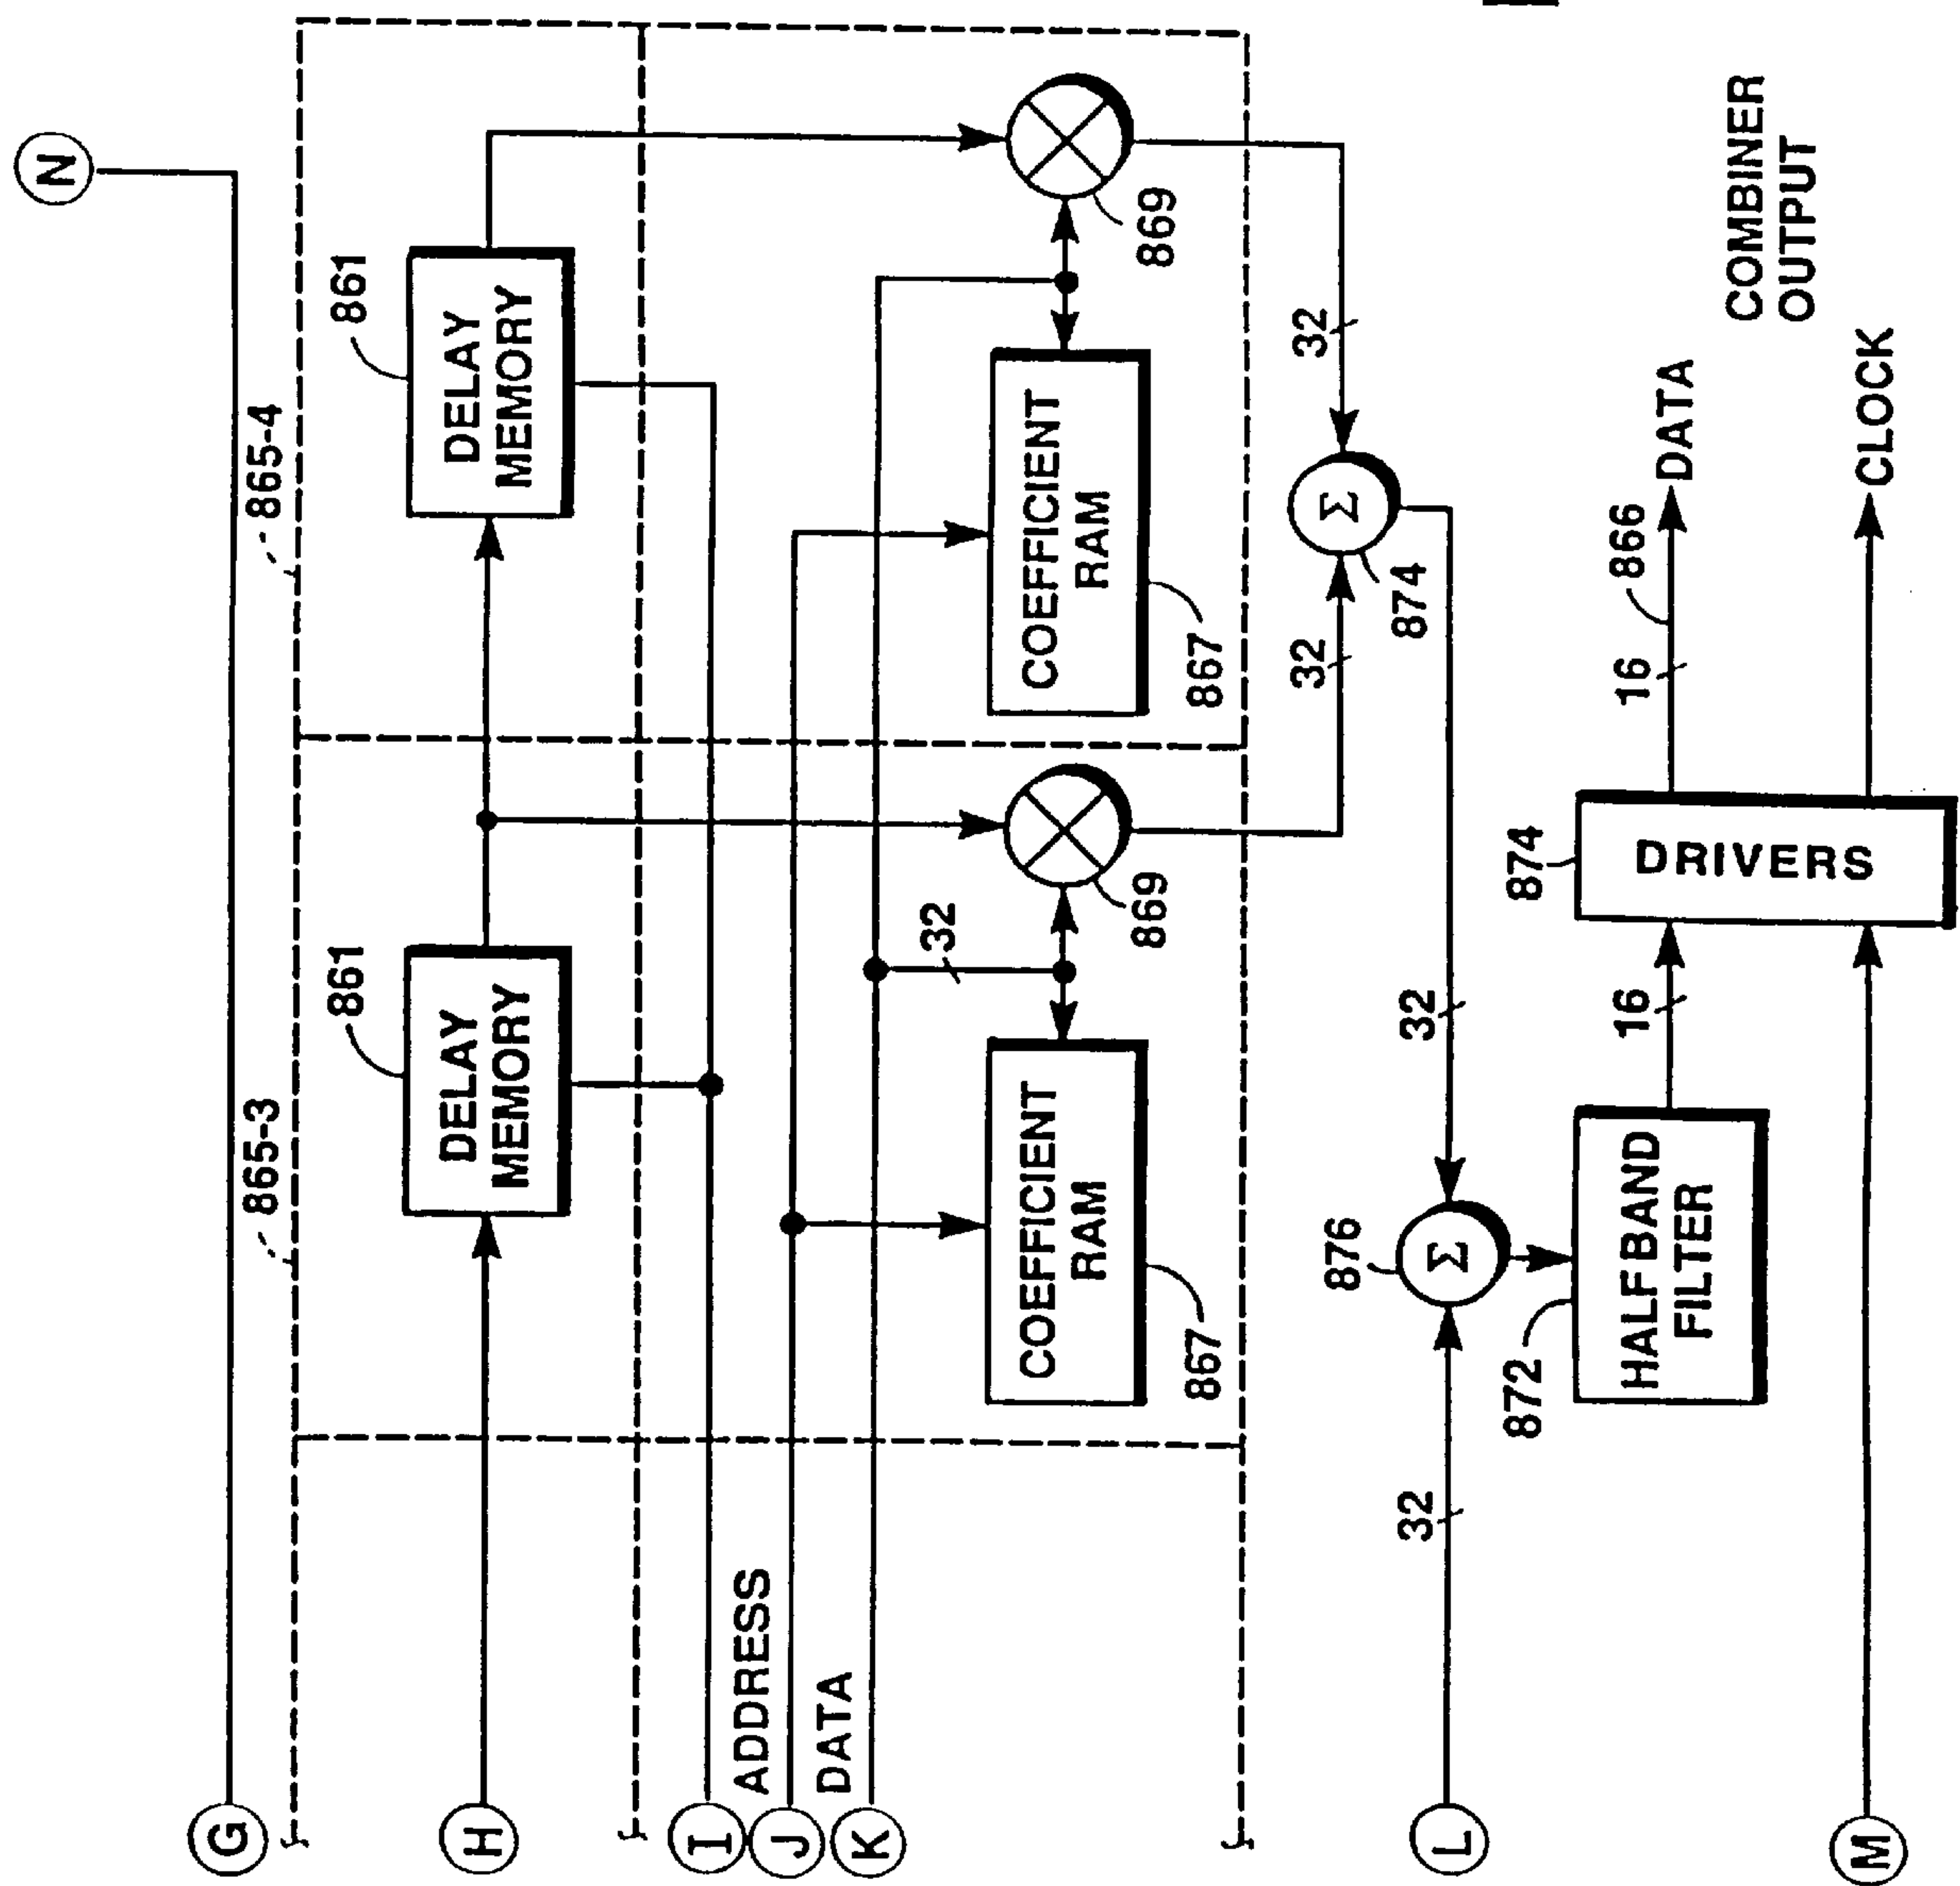 N
G
865-3
865-4
861
861
DELAY
MEMORY
DELAY
MEMORY
H
I
ADDRESS
J
DATA
K
32
869
869
COEFFICIENT
RAM
COEFFICIENT
RAM
867
867
32
32
874
Σ
32
32
876
Σ
L
872
HALFBAND
FILTER
16
874
DRIVERS
16
866
DATA
CLOCK
COMBINER
OUTPUT
M